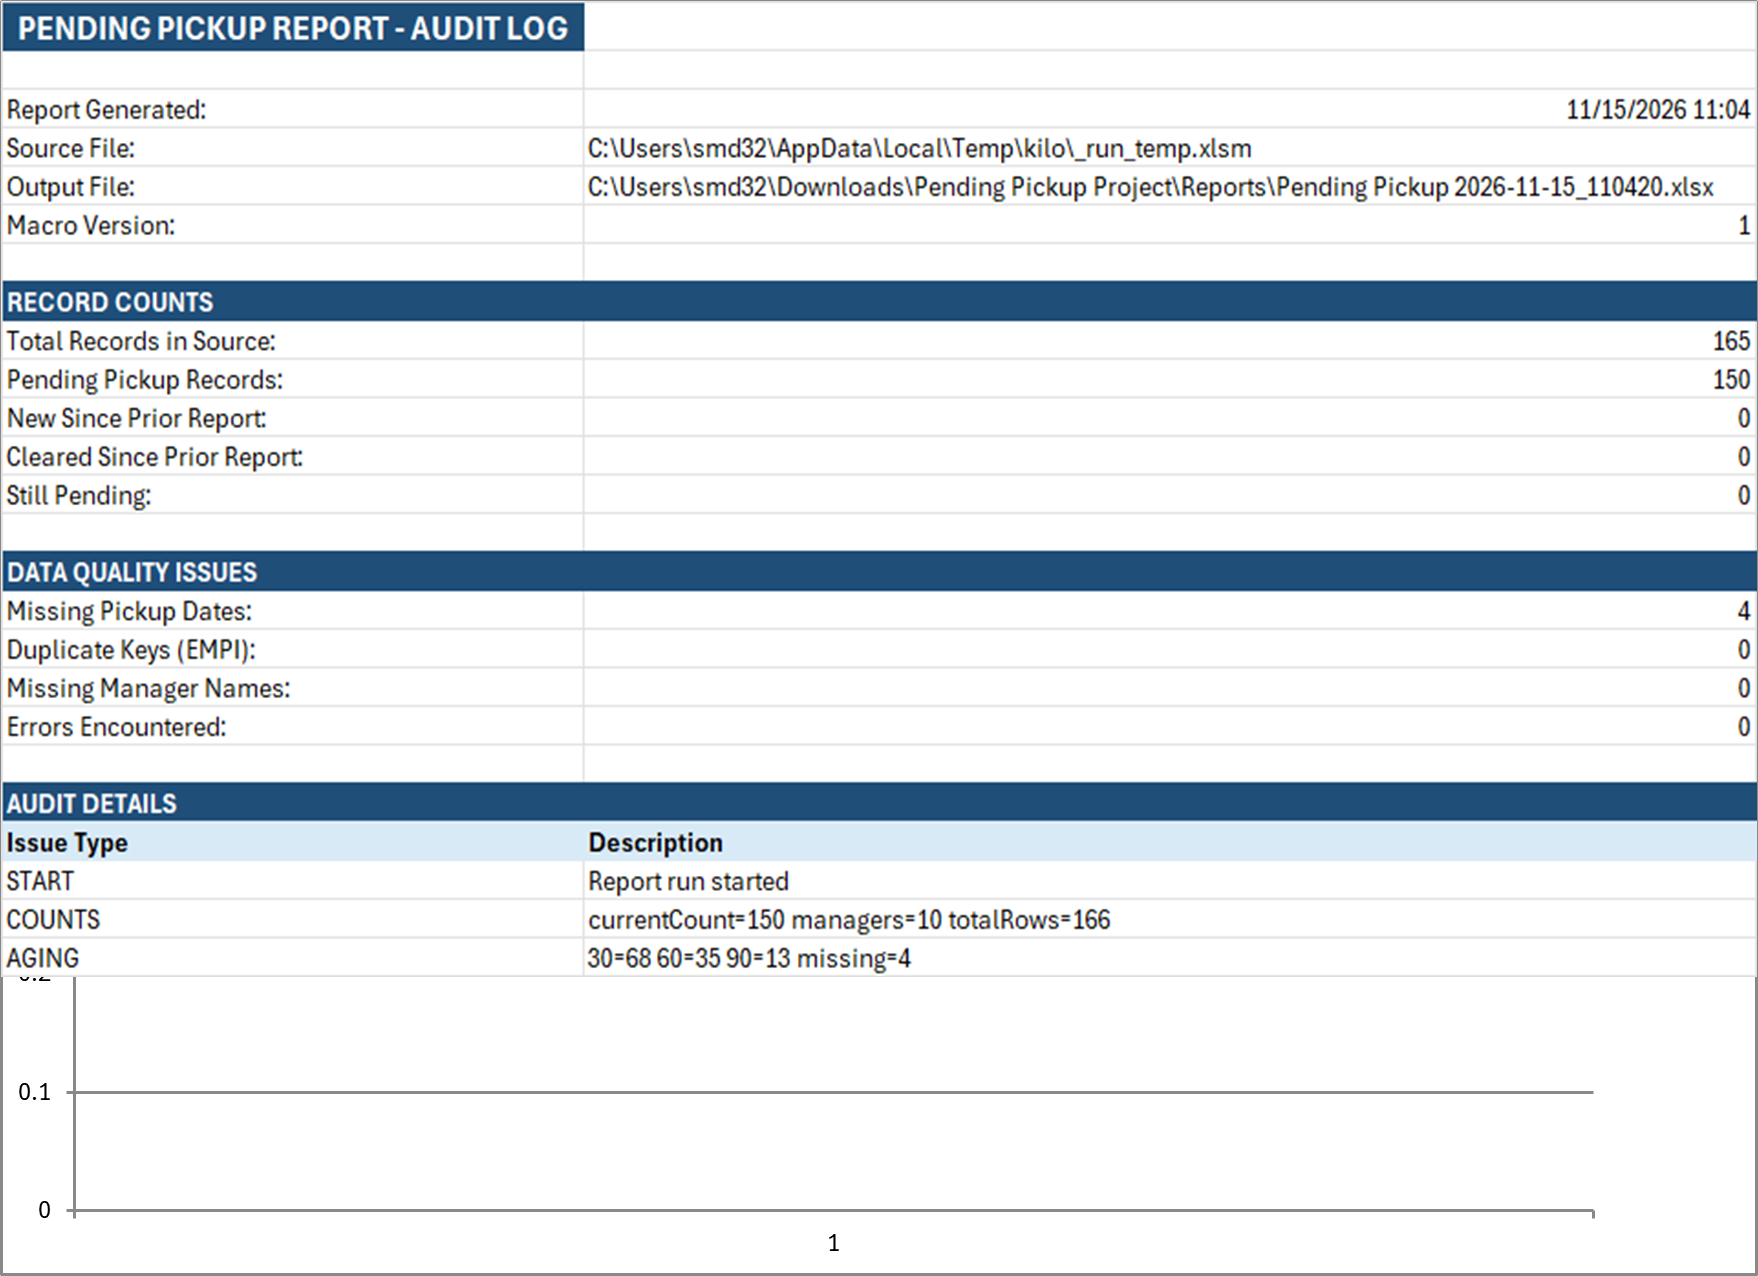 PENDING PICKUP REPORT - AUDIT LOG
Report Generated: 11/15/2026 11:04
Source File: C:\Users\smd32\AppData\Local\Temp\kilo\_run_temp.xlsm
Output File: C:\Users\smd32\Downloads\Pending Pickup Project\Reports\Pending Pickup 2026-11-15_110420.xlsx
Macro Version: 1
RECORD COUNTS
Total Records in Source: 165
Pending Pickup Records: 150
New Since Prior Report: 0
Cleared Since Prior Report: 0
Still Pending: 0
DATA QUALITY ISSUES
Missing Pickup Dates: 4
Duplicate Keys (EMPI): 0
Missing Manager Names: 0
Errors Encountered: 0
AUDIT DETAILS
Issue Type Description
START Report run started
COUNTS currentCount=150 managers=10 totalRows=166
AGING 30=68 60=35 90=13 missing=4
0.1
0
1